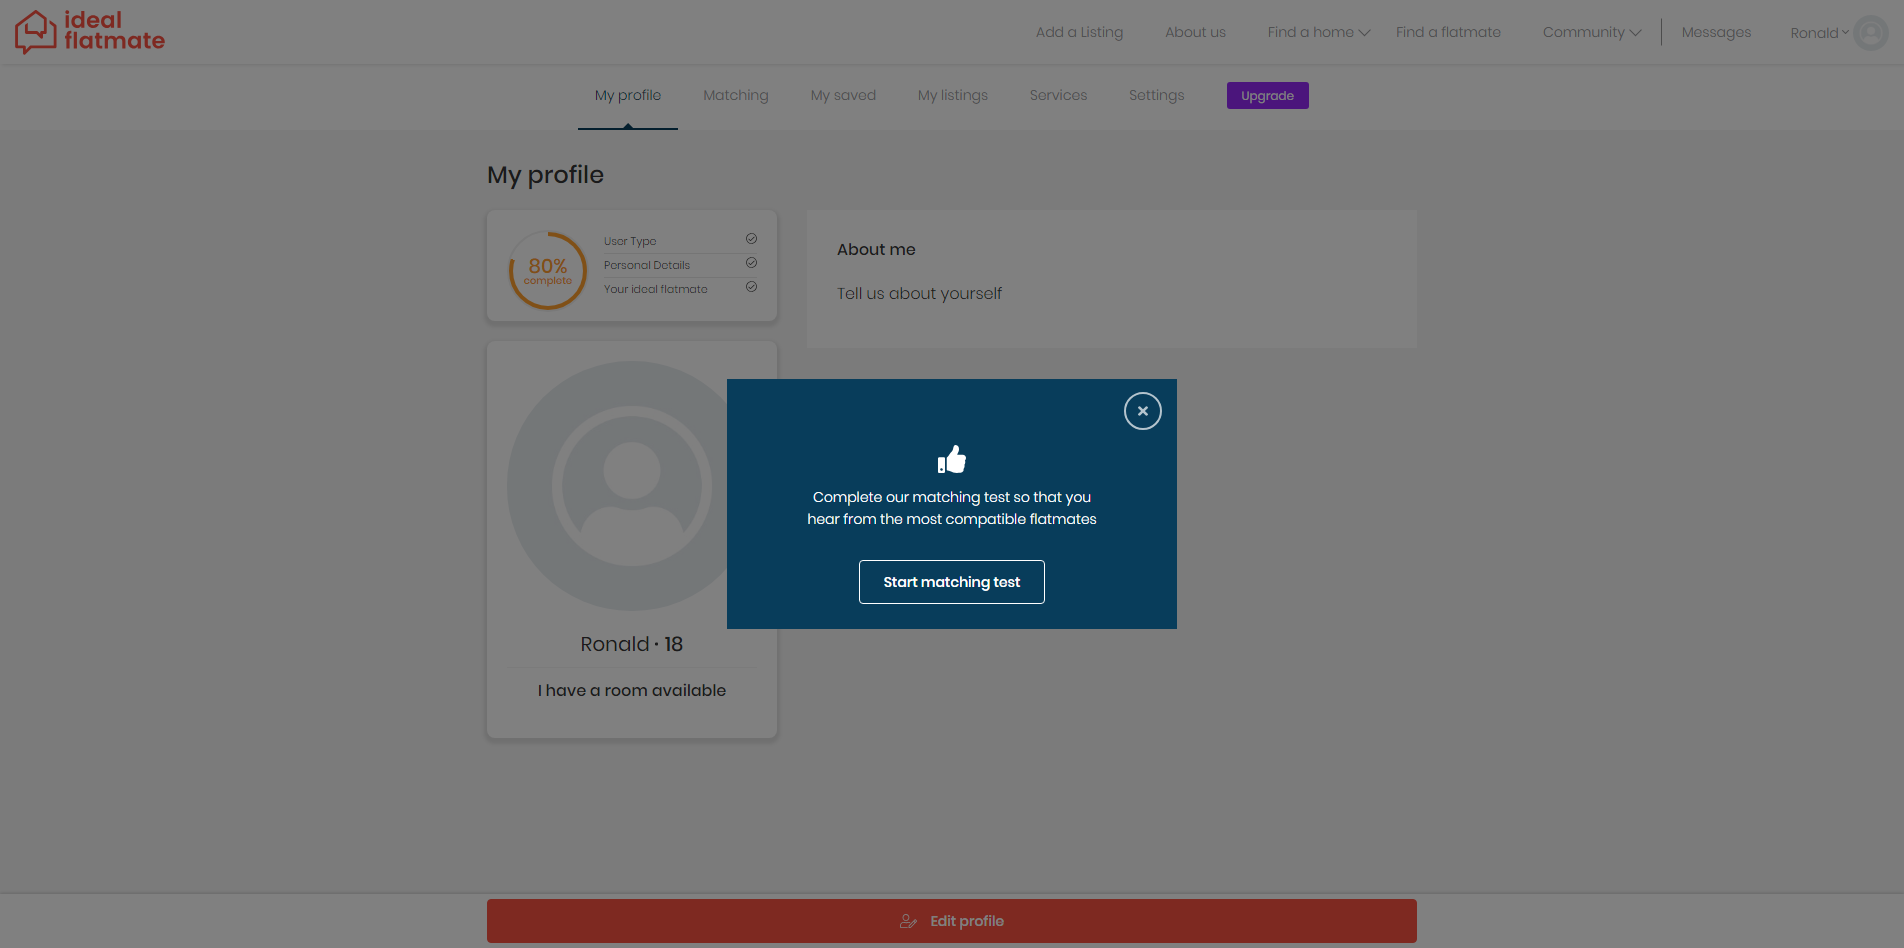 ideal
flatmate
Add a Listing
About us
Find a home
Find a flatmate
Community
Messages
Ronald
My profile
Matching
My saved
My listings
Services
Settings
Upgrade
My profile
80%
complete
User Type
Personal Details
Your ideal flatmate
About me
Tell us about yourself
Complete our matching test so that you
hear from the most compatible flatmates
Start matching test
Ronald · 18
I have a room available
Edit profile